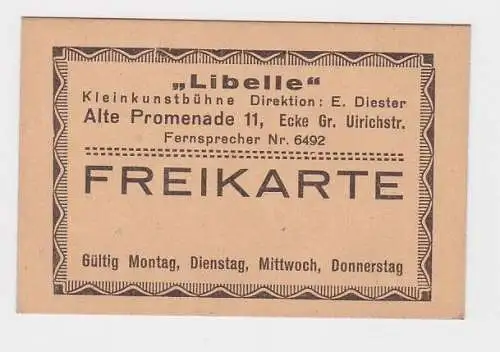 „Libelle“
Kleinkunstbühne Direktion: E. Diester
Alte Promenade 11, Ecke Gr. Ulrichstr.
Fernsprecher Nr. 6492
FREIKARTE
Gültig Montag, Dienstag, Mittwoch, Donnerstag